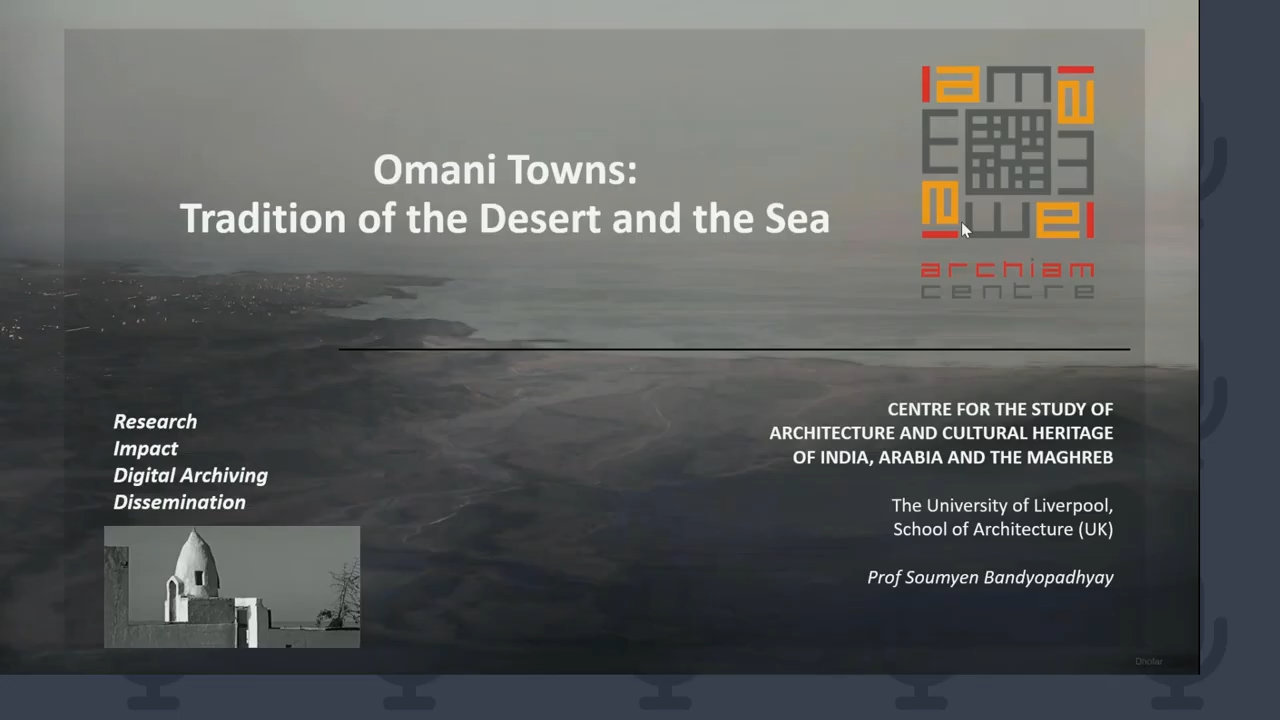 Omani Towns:
Tradition of the Desert and the Sea
archiam
centre
Research
Impact
Digital Archiving
Dissemination
CENTRE FOR THE STUDY OF
ARCHITECTURE AND CULTURAL HERITAGE
OF INDIA, ARABIA AND THE MAGHREB
The University of Liverpool,
School of Architecture (UK)
Prof Soumyen Bandyopadhyay
Dhofar